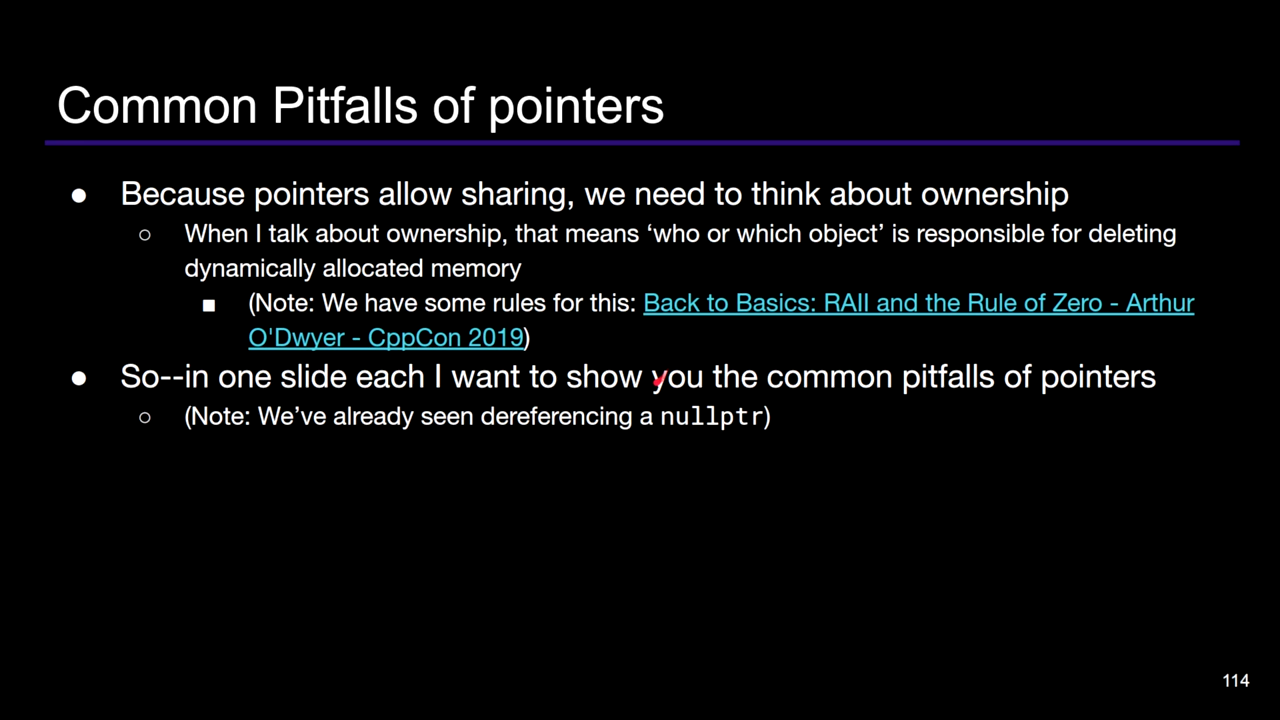 Common Pitfalls of pointers
● Because pointers allow sharing, we need to think about ownership
○ When I talk about ownership, that means ‘who or which object’ is responsible for deleting
dynamically allocated memory
■ (Note: We have some rules for this: Back to Basics: RAII and the Rule of Zero - Arthur
O'Dwyer - CppCon 2019)
● So--in one slide each I want to show you the common pitfalls of pointers
○ (Note: We’ve already seen dereferencing a nullptr)
114